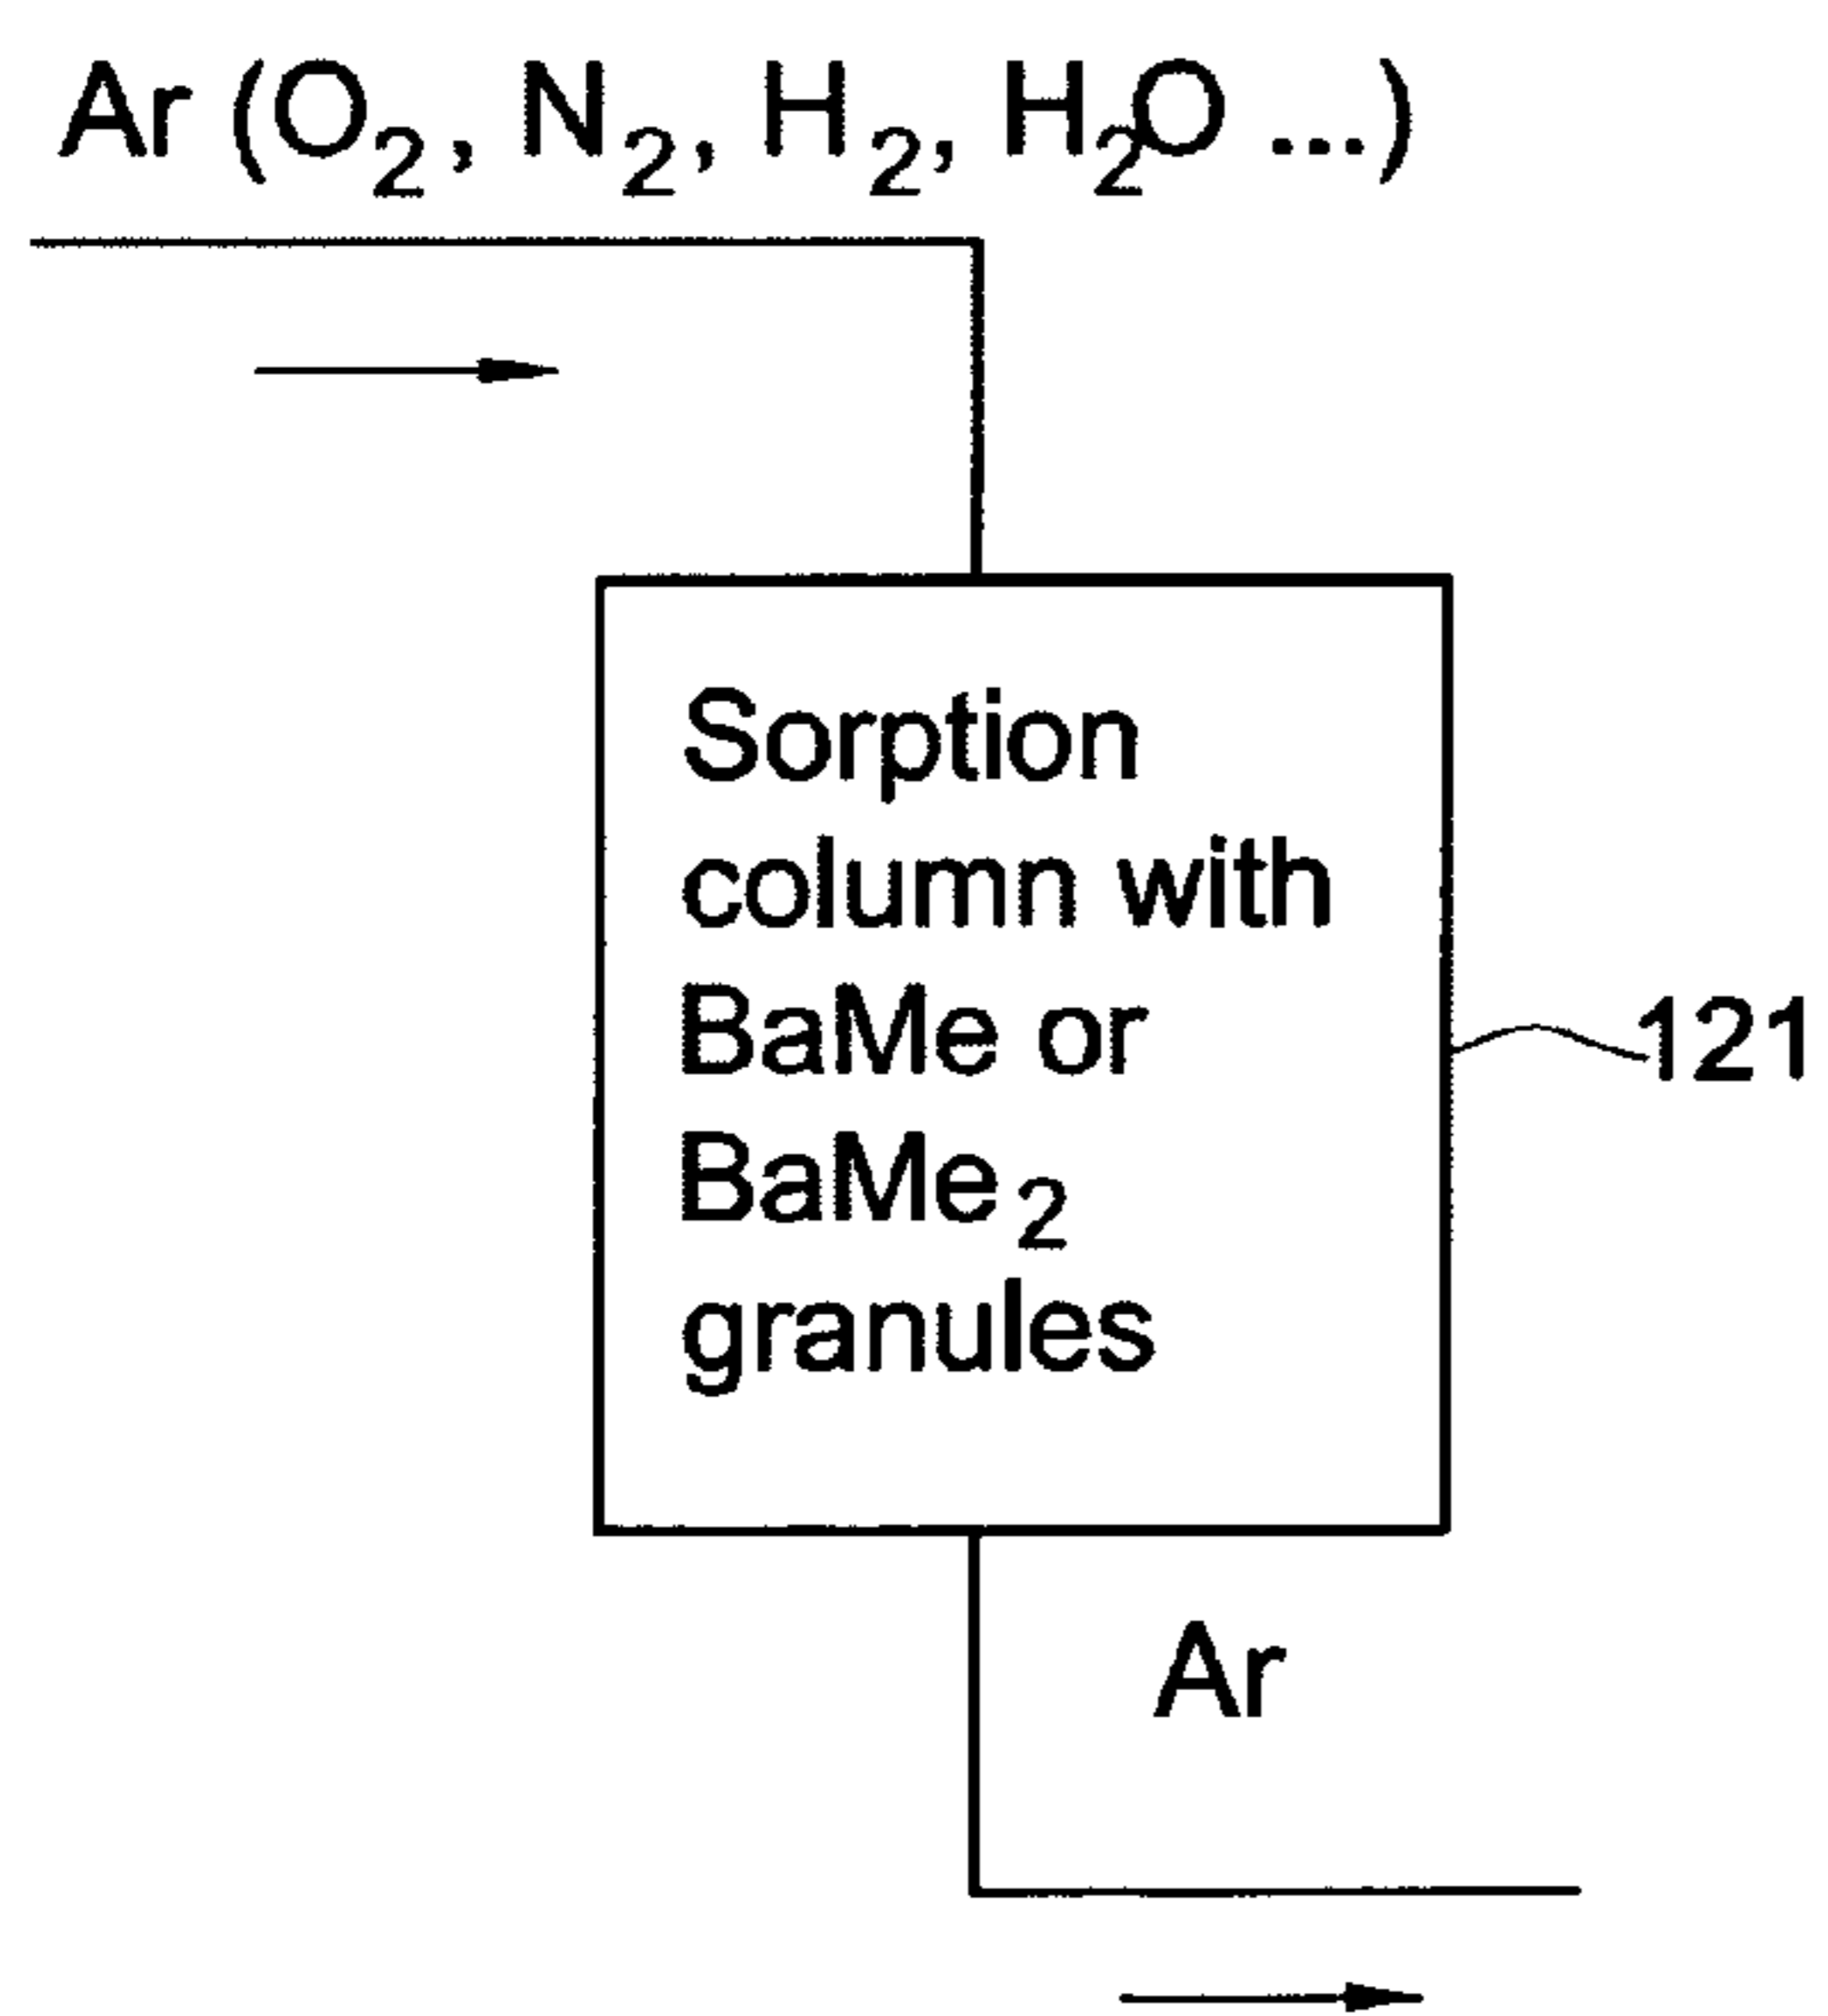 Ar (O₂, N₂, H₂, H₂O ...)
Sorption
column with
BaMe or
BaMe₂
granules
121
Ar